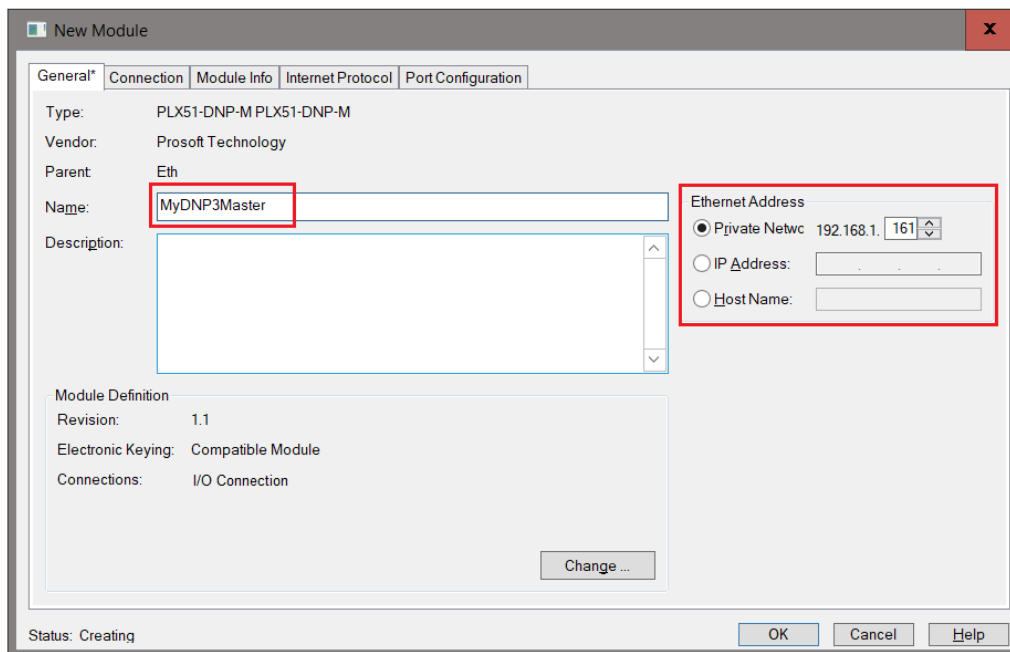 New Module
x
General* Connection Module Info Internet Protocol Port Configuration
Type: PLX51-DNP-M PLX51-DNP-M
Vendor: Prosoft Technology
Parent: Eth
Name: MyDNP3Master
Ethernet Address
Private Netwc 192.168.1. 161
Description:
IP Address: . . .
Host Name:
Module Definition
Revision: 1.1
Electronic Keying: Compatible Module
Connections: I/O Connection
Change ...
Status: Creating OK Cancel Help